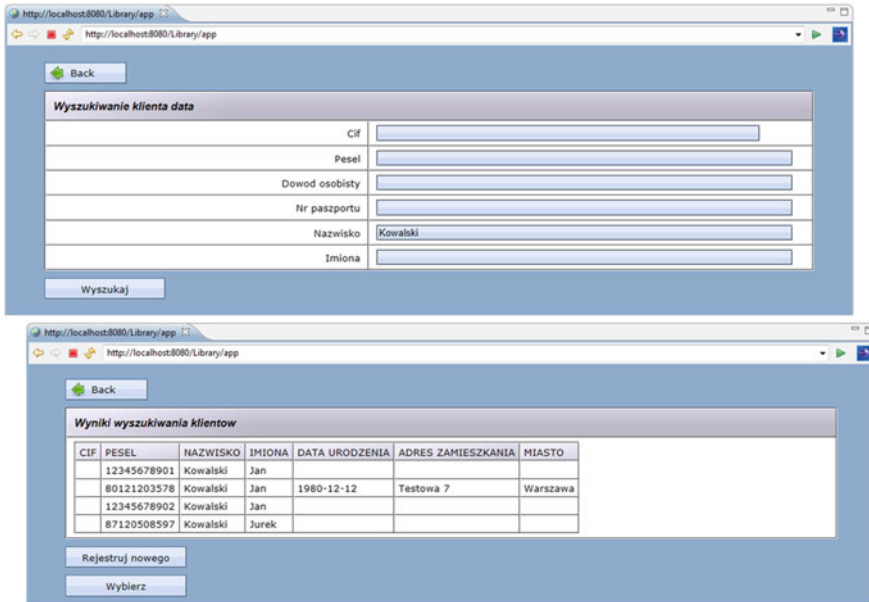 http://localhost:8080/Library/app
http://localhost:8080/Library/app
Back
Wyszukiwanie klienta data
Cif
Pesel
Dowod osobisty
Nr paszportu
Nazwisko Kowalski
Imiona
Wyszukaj
http://localhost:8080/Library/app
http://localhost:8080/Library/app
Back
Wyniki wyszukiwania klientow
CIF PESEL NAZWISKO IMIONA DATA URODZENIA ADRES ZAMIESZKANIA MIASTO
12345678901 Kowalski Jan
80121203578 Kowalski Jan 1980-12-12 Testowa 7 Warszawa
12345678902 Kowalski Jan
87120508597 Kowalski Jurek
Rejestruj nowego
Wybierz